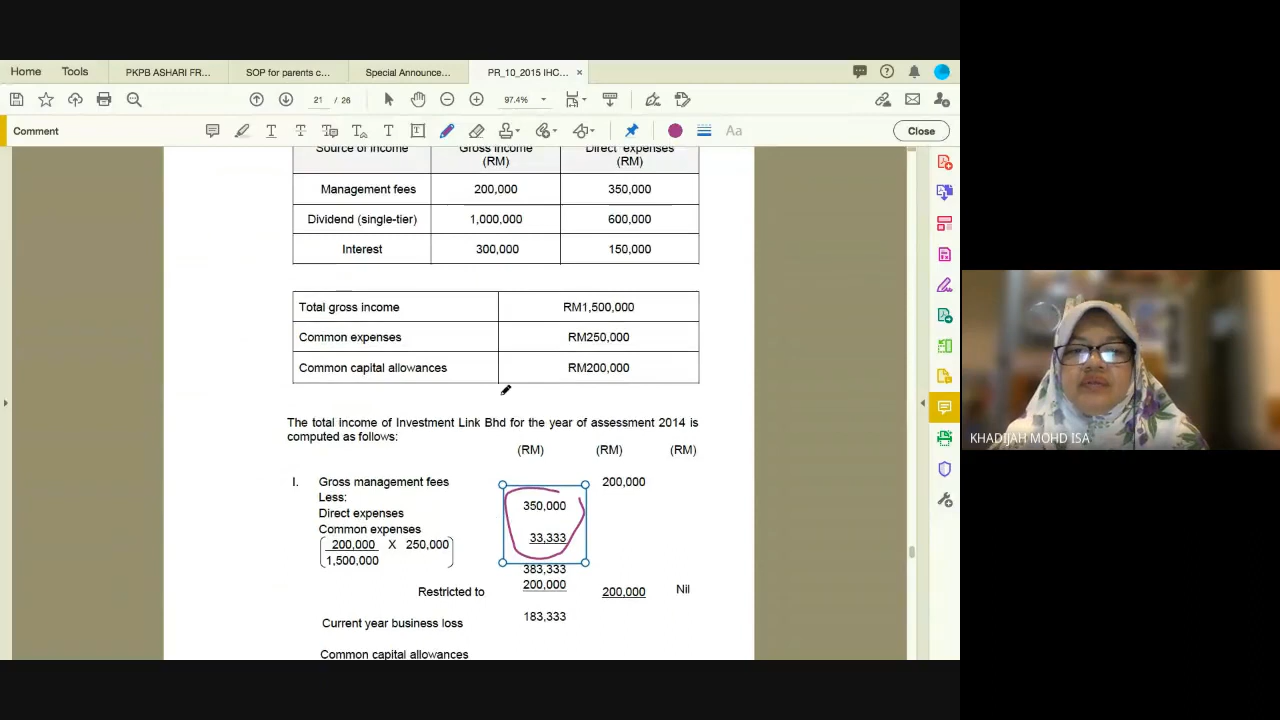 Home Tools PKPB ASHARI FR... SOP for parents c... Special Announce... PR_10_2015 IHC... ×
21 / 26 97.4%
Comment Close
Source of income Gross income Direct expenses
(RM) (RM)
Management fees 200,000 350,000
Dividend (single-tier) 1,000,000 600,000
Interest 300,000 150,000
Total gross income RM1,500,000
Common expenses RM250,000
Common capital allowances RM200,000
The total income of Investment Link Bhd for the year of assessment 2014 is
computed as follows:
(RM) (RM) (RM)
I. Gross management fees 200,000
Less:
Direct expenses 350,000
Common expenses 33,333
200,000 X 250,000
1,500,000
383,333
Restricted to 200,000 200,000 Nil
Current year business loss 183,333
Common capital allowances
KHADIJAH MOHD ISA